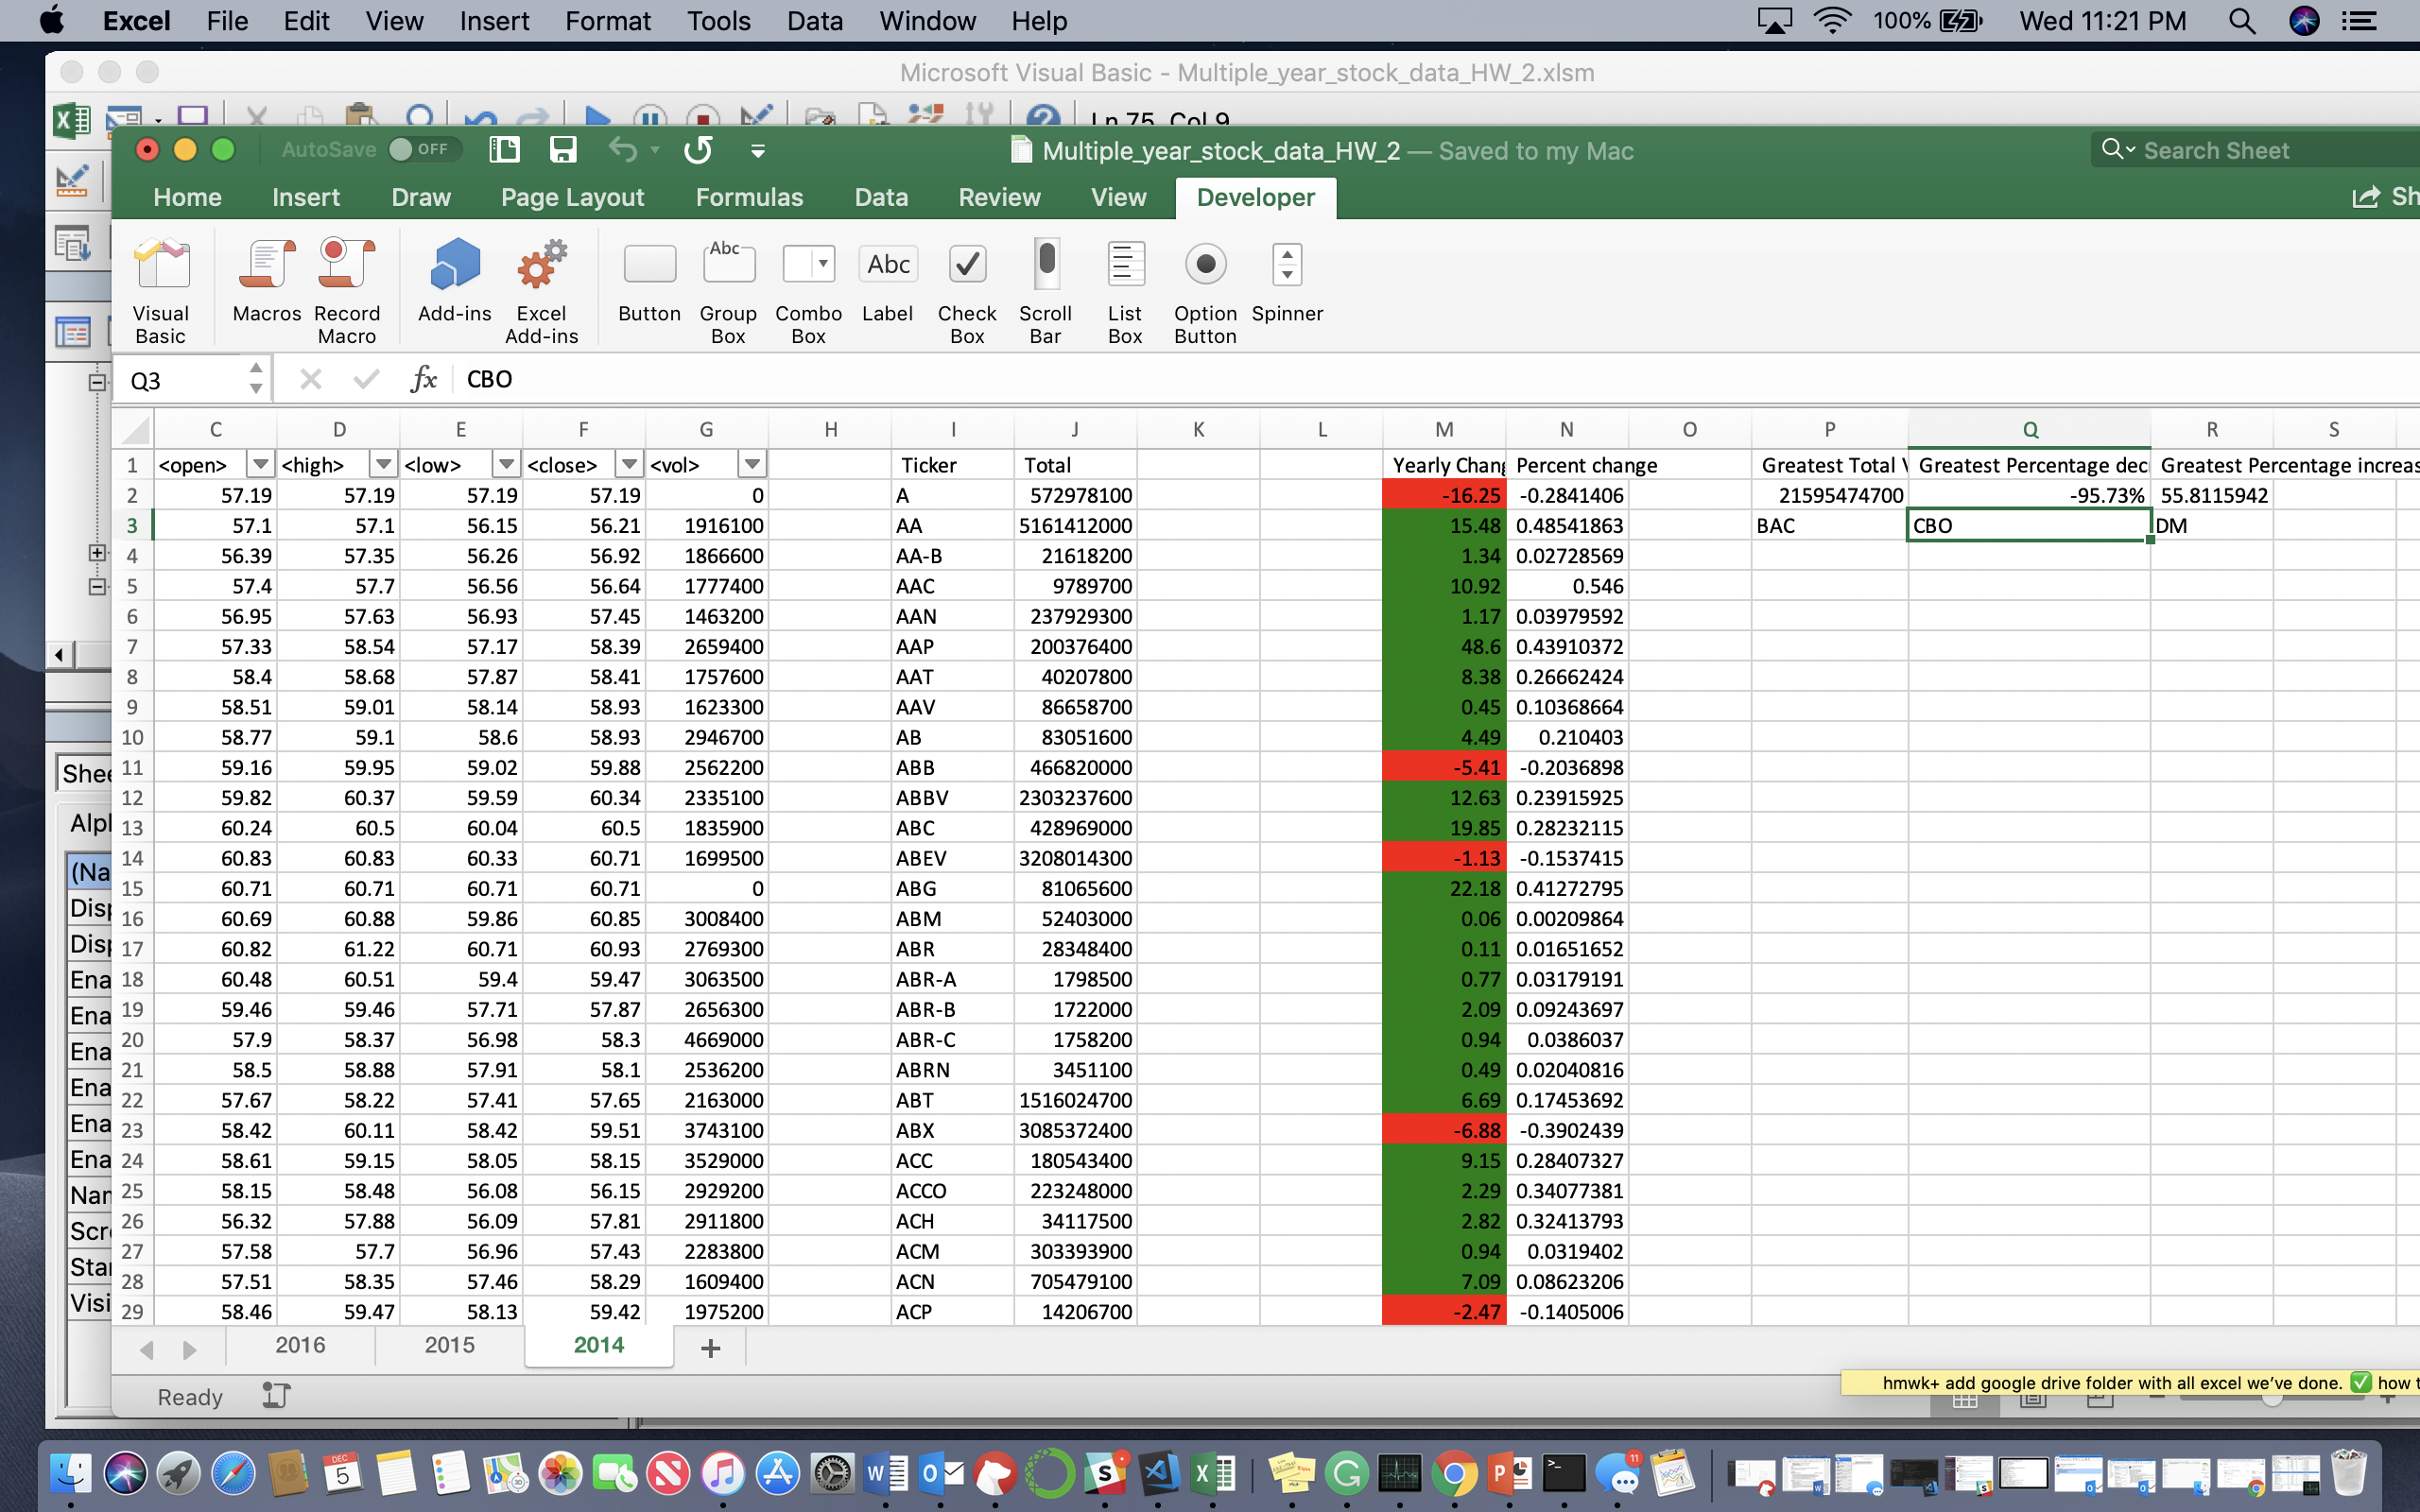 Excel File Edit View Insert Format Tools Data Window Help 100% Wed 11:21 PM
Microsoft Visual Basic - Multiple_year_stock_data_HW_2.xlsm
Ln 75, Col 9
AutoSave OFF Multiple_year_stock_data_HW_2 — Saved to my Mac Search Sheet
Home Insert Draw Page Layout Formulas Data Review View Developer Sh
Abc Abc
Visual Basic Macros Record Macro Add-ins Excel Add-ins Button Group Box Combo Box Label Check Box Scroll Bar List Box Option Button Spinner
Q3 fx CBO
C D E F G H I J K L M N O P Q R S
1 <open> <high> <low> <close> <vol> Ticker Total Yearly Chang Percent change Greatest Total V Greatest Percentage dec Greatest Percentage increas
2 57.19 57.19 57.19 57.19 0 A 572978100 -16.25 -0.2841406 21595474700 -95.73% 55.8115942
3 57.1 57.1 56.15 56.21 1916100 AA 5161412000 15.48 0.48541863 BAC CBO DM
4 56.39 57.35 56.26 56.92 1866600 AA-B 21618200 1.34 0.02728569
5 57.4 57.7 56.56 56.64 1777400 AAC 9789700 10.92 0.546
6 56.95 57.63 56.93 57.45 1463200 AAN 237929300 1.17 0.03979592
7 57.33 58.54 57.17 58.39 2659400 AAP 200376400 48.6 0.43910372
8 58.4 58.68 57.87 58.41 1757600 AAT 40207800 8.38 0.26662424
9 58.51 59.01 58.14 58.93 1623300 AAV 86658700 0.45 0.10368664
10 58.77 59.1 58.6 58.93 2946700 AB 83051600 4.49 0.210403
Shee 11 59.16 59.95 59.02 59.88 2562200 ABB 466820000 -5.41 -0.2036898
12 59.82 60.37 59.59 60.34 2335100 ABBV 2303237600 12.63 0.23915925
Alpl 13 60.24 60.5 60.04 60.5 1835900 ABC 428969000 19.85 0.28232115
(Na 14 60.83 60.83 60.33 60.71 1699500 ABEV 3208014300 -1.13 -0.1537415
15 60.71 60.71 60.71 60.71 0 ABG 81065600 22.18 0.41272795
Disp 16 60.69 60.88 59.86 60.85 3008400 ABM 52403000 0.06 0.00209864
Disp 17 60.82 61.22 60.71 60.93 2769300 ABR 28348400 0.11 0.01651652
Ena 18 60.48 60.51 59.4 59.47 3063500 ABR-A 1798500 0.77 0.03179191
Ena 19 59.46 59.46 57.71 57.87 2656300 ABR-B 1722000 2.09 0.09243697
Ena 20 57.9 58.37 56.98 58.3 4669000 ABR-C 1758200 0.94 0.0386037
Ena 21 58.5 58.88 57.91 58.1 2536200 ABRN 3451100 0.49 0.02040816
Ena 22 57.67 58.22 57.41 57.65 2163000 ABT 1516024700 6.69 0.17453692
23 58.42 60.11 58.42 59.51 3743100 ABX 3085372400 -6.88 -0.3902439
Ena 24 58.61 59.15 58.05 58.15 3529000 ACC 180543400 9.15 0.28407327
Nar 25 58.15 58.48 56.08 56.15 2929200 ACCO 223248000 2.29 0.34077381
Scr 26 56.32 57.88 56.09 57.81 2911800 ACH 34117500 2.82 0.32413793
Sta 27 57.58 57.7 56.96 57.43 2283800 ACM 303393900 0.94 0.0319402
28 57.51 58.35 57.46 58.29 1609400 ACN 705479100 7.09 0.08623206
Visi 29 58.46 59.47 58.13 59.42 1975200 ACP 14206700 -2.47 -0.1405006
2016 2015 2014
Ready
hmwk+ add google drive folder with all excel we've done. ✅ how t
DEC 5
11